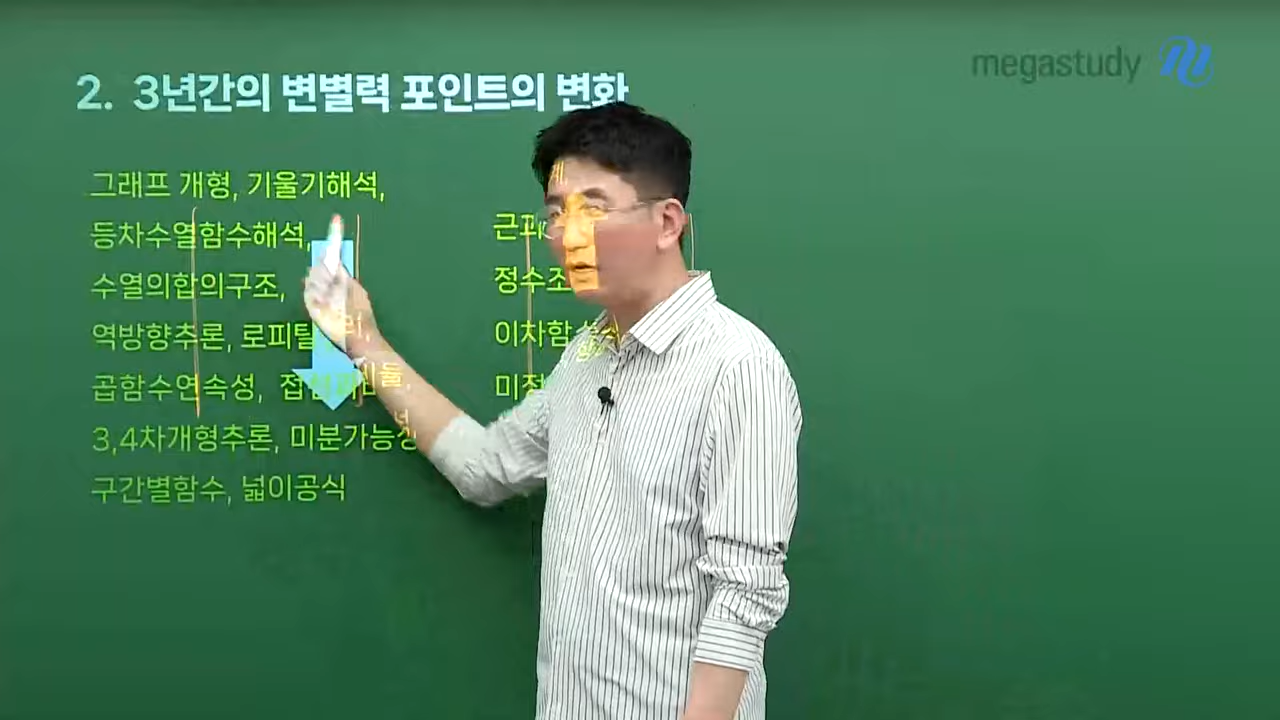 megastudy
2. 3년간의 변별력 포인트의 변화
그래프 개형, 기울기해석,
등차수열함수해석,
수열의합의구조,
역방향추론, 로피탈
곱함수연속성,
3,4차개형추론, 미분가능성
구간별함수, 넓이공식
정수조
이차함